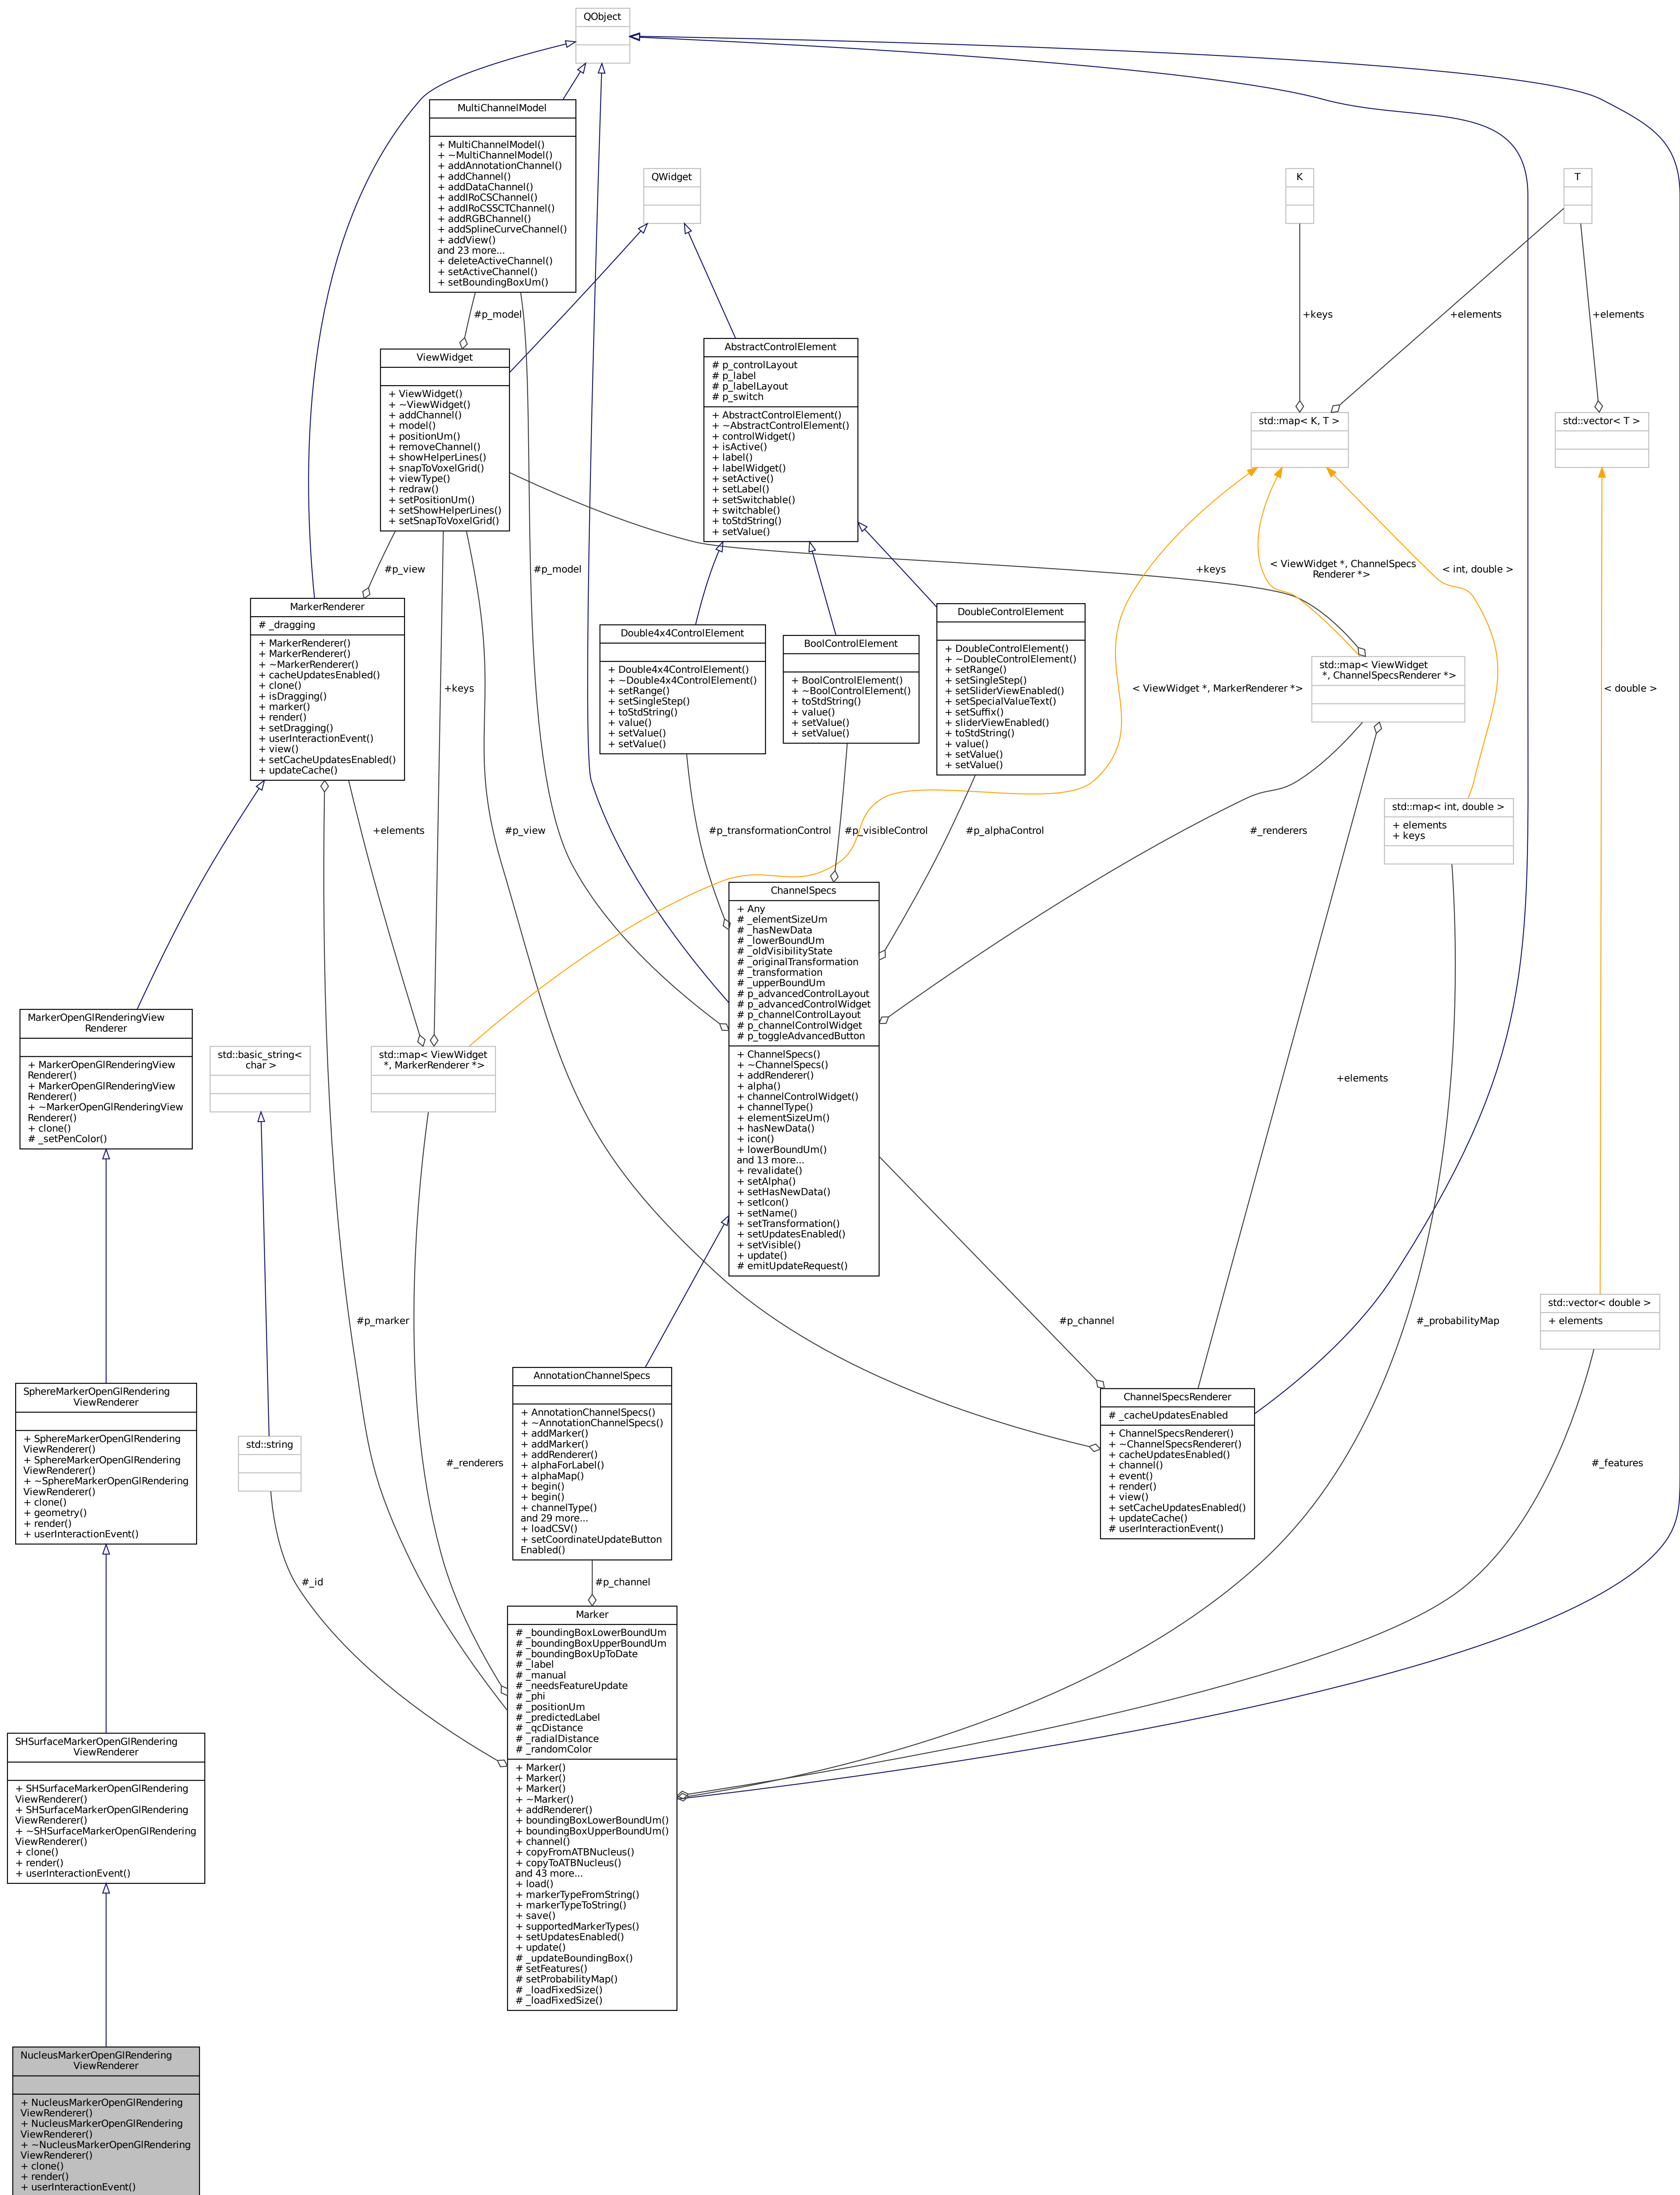 QObject
MultiChannelModel
+ MultiChannelModel()
+ ~MultiChannelModel()
+ addAnnotationChannel()
+ addChannel()
+ addDataChannel()
+ addIRoCSChannel()
+ addIRoCSSCTChannel()
+ addRGBChannel()
+ addSplineCurveChannel()
+ addView()
and 23 more...
+ deleteActiveChannel()
+ setActiveChannel()
+ setBoundingBoxUm()
QWidget
K
T
#p_model
+keys
+elements
+elements
ViewWidget
+ ViewWidget()
+ ~ViewWidget()
+ addChannel()
+ model()
+ positionUm()
+ removeChannel()
+ showHelperLines()
+ snapToVoxelGrid()
+ viewType()
+ redraw()
+ setPositionUm()
+ setShowHelperLines()
+ setSnapToVoxelGrid()
AbstractControlElement
# p_controlLayout
# p_label
# p_labelLayout
# p_switch
+ AbstractControlElement()
+ ~AbstractControlElement()
+ controlWidget()
+ isActive()
+ label()
+ labelWidget()
+ setActive()
+ setLabel()
+ setSwitchable()
+ switchable()
+ toStdString()
+ setValue()
std::map< K, T >
std::vector< T >
#p_view
#p_model
+keys
< ViewWidget *, ChannelSpecs
Renderer *>
< int, double >
MarkerRenderer
# _dragging
+ MarkerRenderer()
+ MarkerRenderer()
+ ~MarkerRenderer()
+ cacheUpdatesEnabled()
+ clone()
+ isDragging()
+ marker()
+ render()
+ setDragging()
+ userInteractionEvent()
+ view()
+ setCacheUpdatesEnabled()
+ updateCache()
+keys
Double4x4ControlElement
+ Double4x4ControlElement()
+ ~Double4x4ControlElement()
+ setRange()
+ setSingleStep()
+ toStdString()
+ value()
+ setValue()
+ setValue()
BoolControlElement
+ BoolControlElement()
+ ~BoolControlElement()
+ toStdString()
+ value()
+ setValue()
+ setValue()
DoubleControlElement
+ DoubleControlElement()
+ ~DoubleControlElement()
+ setRange()
+ setSingleStep()
+ setSliderViewEnabled()
+ setSpecialValueText()
+ setSuffix()
+ sliderViewEnabled()
+ toStdString()
+ value()
+ setValue()
+ setValue()
< ViewWidget *, MarkerRenderer *>
std::map< ViewWidget
*, ChannelSpecsRenderer *>
< double >
std::map< int, double >
+ elements
+ keys
+elements
#p_view
#p_transformationControl
#p_visibleControl
#p_alphaControl
#_renderers
ChannelSpecs
+ Any
# _elementSizeUm
# _hasNewData
# _lowerBoundUm
# _oldVisibilityState
# _originalTransformation
# _transformation
# _upperBoundUm
# p_advancedControlLayout
# p_advancedControlWidget
# p_channelControlLayout
# p_channelControlWidget
# p_toggleAdvancedButton
+ ChannelSpecs()
+ ~ChannelSpecs()
+ addRenderer()
+ alpha()
+ channelControlWidget()
+ channelType()
+ elementSizeUm()
+ hasNewData()
+ icon()
+ lowerBoundUm()
and 13 more...
+ revalidate()
+ setAlpha()
+ setHasNewData()
+ setIcon()
+ setName()
+ setTransformation()
+ setUpdatesEnabled()
+ setVisible()
+ update()
# emitUpdateRequest()
MarkerOpenGlRenderingView
Renderer
+ MarkerOpenGlRenderingView
Renderer()
+ MarkerOpenGlRenderingView
Renderer()
+ ~MarkerOpenGlRenderingView
Renderer()
+ clone()
# _setPenColor()
std::basic_string<
char >
std::map< ViewWidget
*, MarkerRenderer *>
+elements
#p_marker
#p_channel
#_probabilityMap
std::vector< double >
+ elements
SphereMarkerOpenGlRendering
ViewRenderer
+ SphereMarkerOpenGlRendering
ViewRenderer()
+ SphereMarkerOpenGlRendering
ViewRenderer()
+ ~SphereMarkerOpenGlRendering
ViewRenderer()
+ clone()
+ geometry()
+ render()
+ userInteractionEvent()
std::string
#_renderers
AnnotationChannelSpecs
+ AnnotationChannelSpecs()
+ ~AnnotationChannelSpecs()
+ addMarker()
+ addMarker()
+ addRenderer()
+ alphaForLabel()
+ alphaMap()
+ begin()
+ begin()
+ channelType()
and 29 more...
+ loadCSV()
+ setCoordinateUpdateButton
Enabled()
ChannelSpecsRenderer
# _cacheUpdatesEnabled
+ ChannelSpecsRenderer()
+ ~ChannelSpecsRenderer()
+ cacheUpdatesEnabled()
+ channel()
+ event()
+ render()
+ view()
+ setCacheUpdatesEnabled()
+ updateCache()
# userInteractionEvent()
#_features
#_id
#p_channel
Marker
# _boundingBoxLowerBoundUm
# _boundingBoxUpperBoundUm
# _boundingBoxUpToDate
# _label
# _manual
# _needsFeatureUpdate
# _phi
# _positionUm
# _predictedLabel
# _qcDistance
# _radialDistance
# _randomColor
+ Marker()
+ Marker()
+ Marker()
+ ~Marker()
+ addRenderer()
+ boundingBoxLowerBoundUm()
+ boundingBoxUpperBoundUm()
+ channel()
+ copyFromATBNucleus()
+ copyToATBNucleus()
and 43 more...
+ load()
+ markerTypeFromString()
+ markerTypeToString()
+ save()
+ supportedMarkerTypes()
+ setUpdatesEnabled()
+ update()
# _updateBoundingBox()
# setFeatures()
# setProbabilityMap()
# _loadFixedSize()
# _loadFixedSize()
SHSurfaceMarkerOpenGlRendering
ViewRenderer
+ SHSurfaceMarkerOpenGlRendering
ViewRenderer()
+ SHSurfaceMarkerOpenGlRendering
ViewRenderer()
+ ~SHSurfaceMarkerOpenGlRendering
ViewRenderer()
+ clone()
+ render()
+ userInteractionEvent()
NucleusMarkerOpenGlRendering
ViewRenderer
+ NucleusMarkerOpenGlRendering
ViewRenderer()
+ NucleusMarkerOpenGlRendering
ViewRenderer()
+ ~NucleusMarkerOpenGlRendering
ViewRenderer()
+ clone()
+ render()
+ userInteractionEvent()